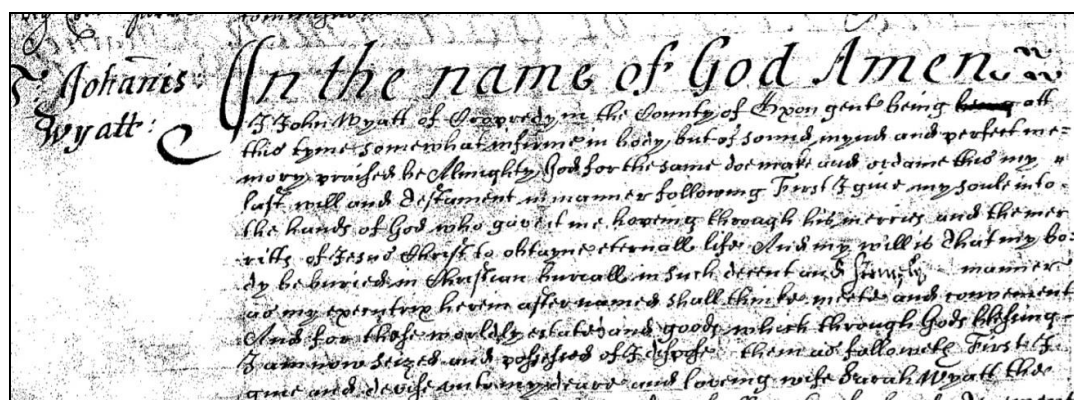 T: Johanis
Wyatt:
In the name of God Amen
I John Wyatt of in the County of Oxon gent being att
this tyme somewhat infirme in body but of sound mynd and perfect me=
mory praised be Almighty God for the same doe make and ordaine this my
last will and Testament in manner following First I give my soule into
the hands of God who gave it me hoveing through his mercies and the mer
ritts of Jesus Christ to obtayne eternall life And my will is that my bo=
dy be buried in Christian buriall in such decent and seemely manner
as my executrix herein after named shall thinke meete and convenient
And for those worldly estates and goods which through Gods blessing
I am now seized and possessed of I dispose them as followeth First I
give and devise unto my deare and loveing wife Sarah Wyatt the